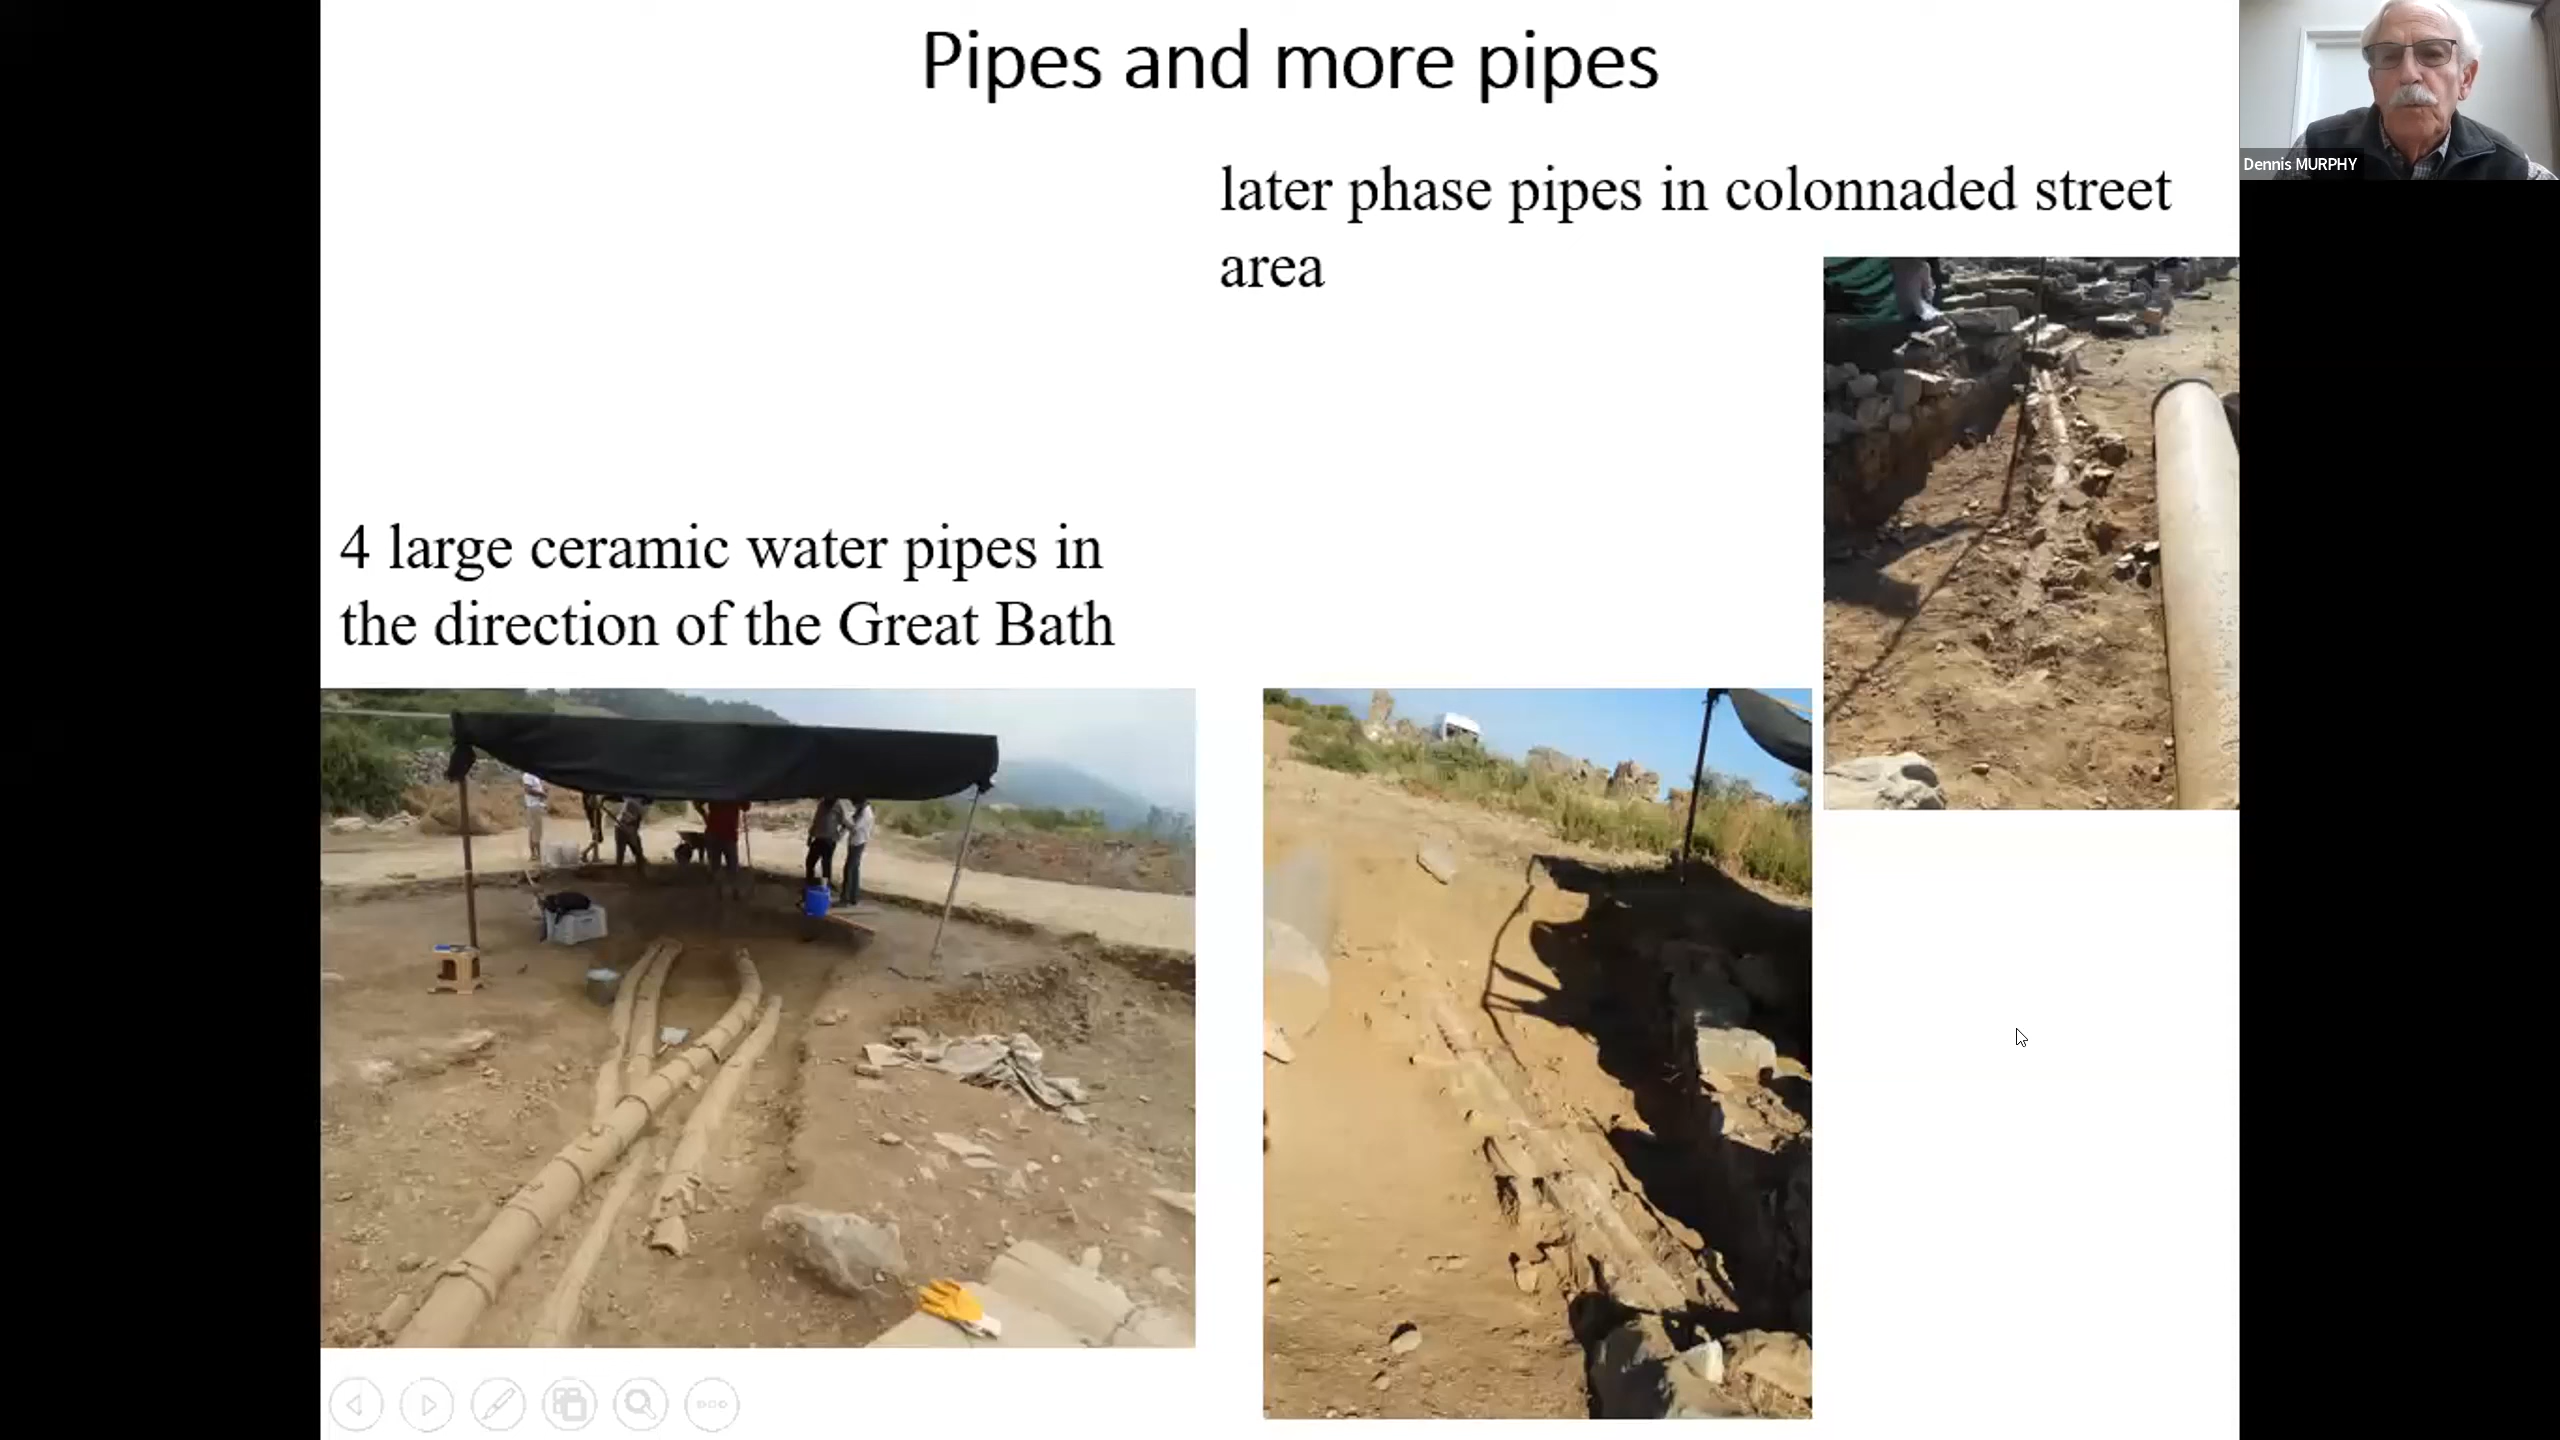 Pipes and more pipes
Dennis MURPHY
later phase pipes in colonnaded street
area
4 large ceramic water pipes in
the direction of the Great Bath